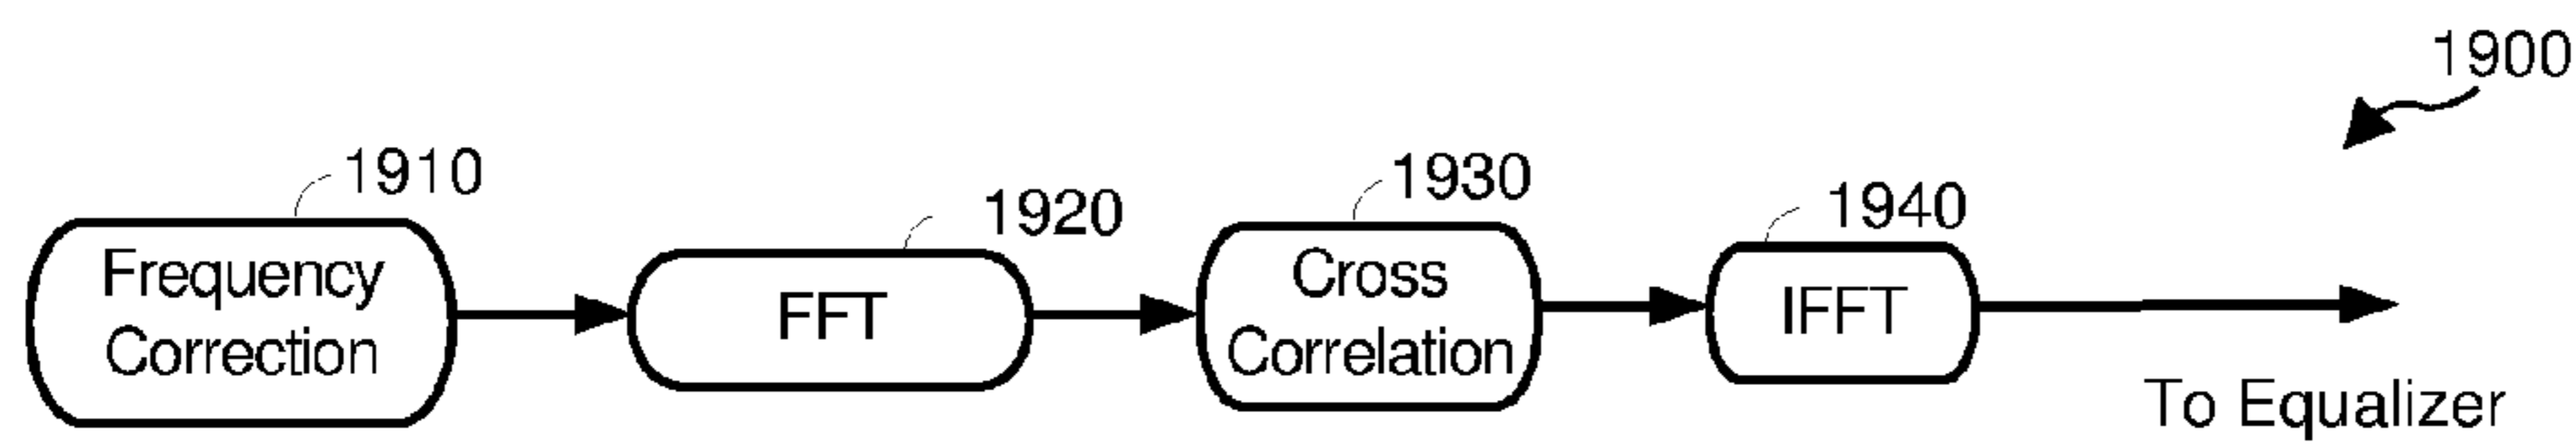 1900
1910
Frequency
Correction
1920
FFT
1930
Cross
Correlation
1940
IFFT
To Equalizer